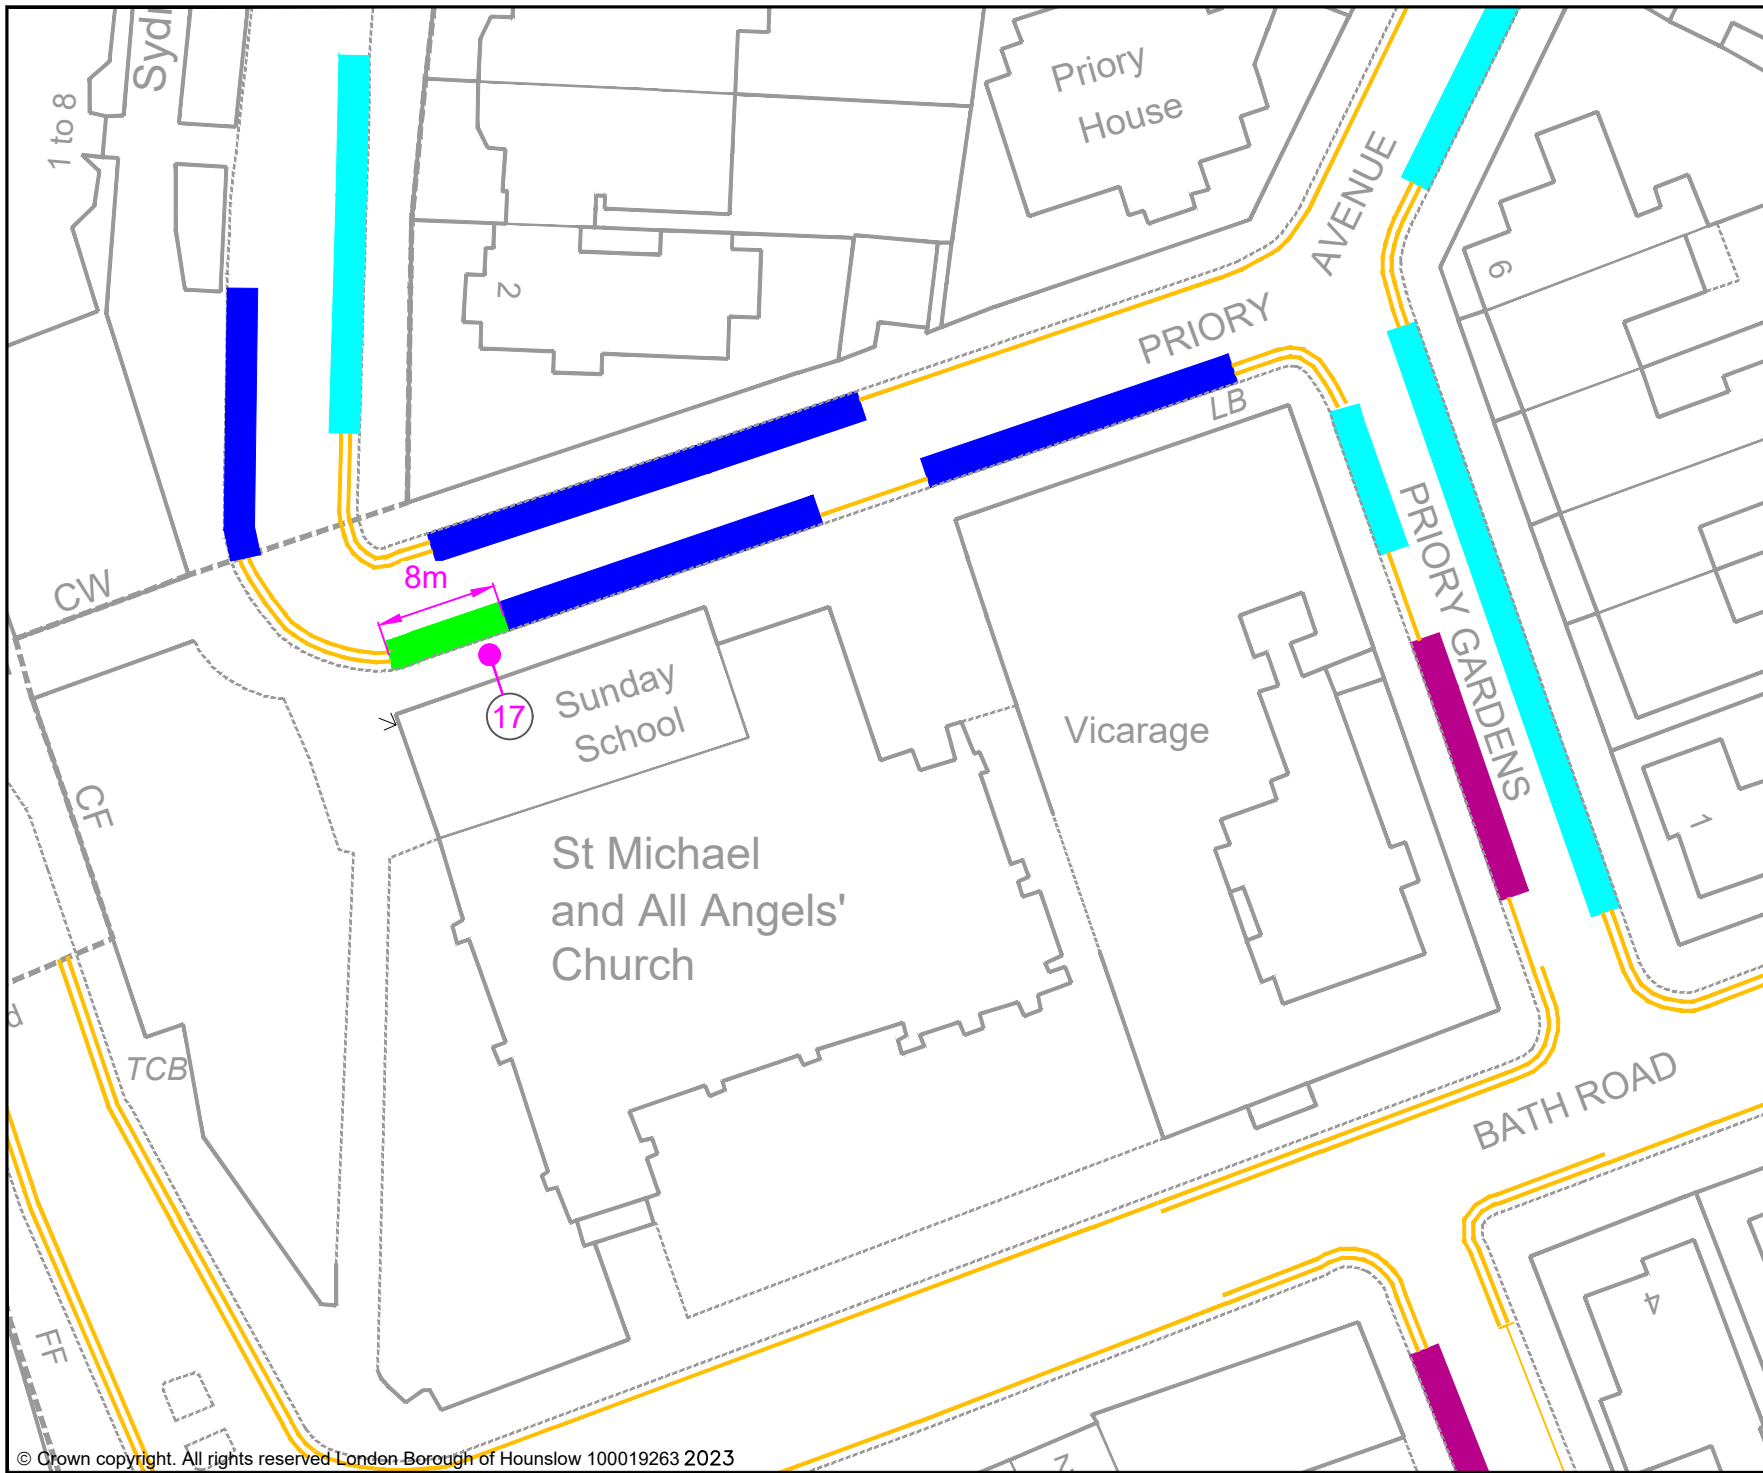 1 to 8
Priory
House
AVENUE
2
6
PRIORY
LB
PRIORY GARDENS
8m
CW
17
Sunday
School
Vicarage
CF
1
St Michael
and All Angels'
Church
TCB
BATH ROAD
4
FF
© Crown copyright. All rights reserved London Borough of Hounslow 100019263 2023